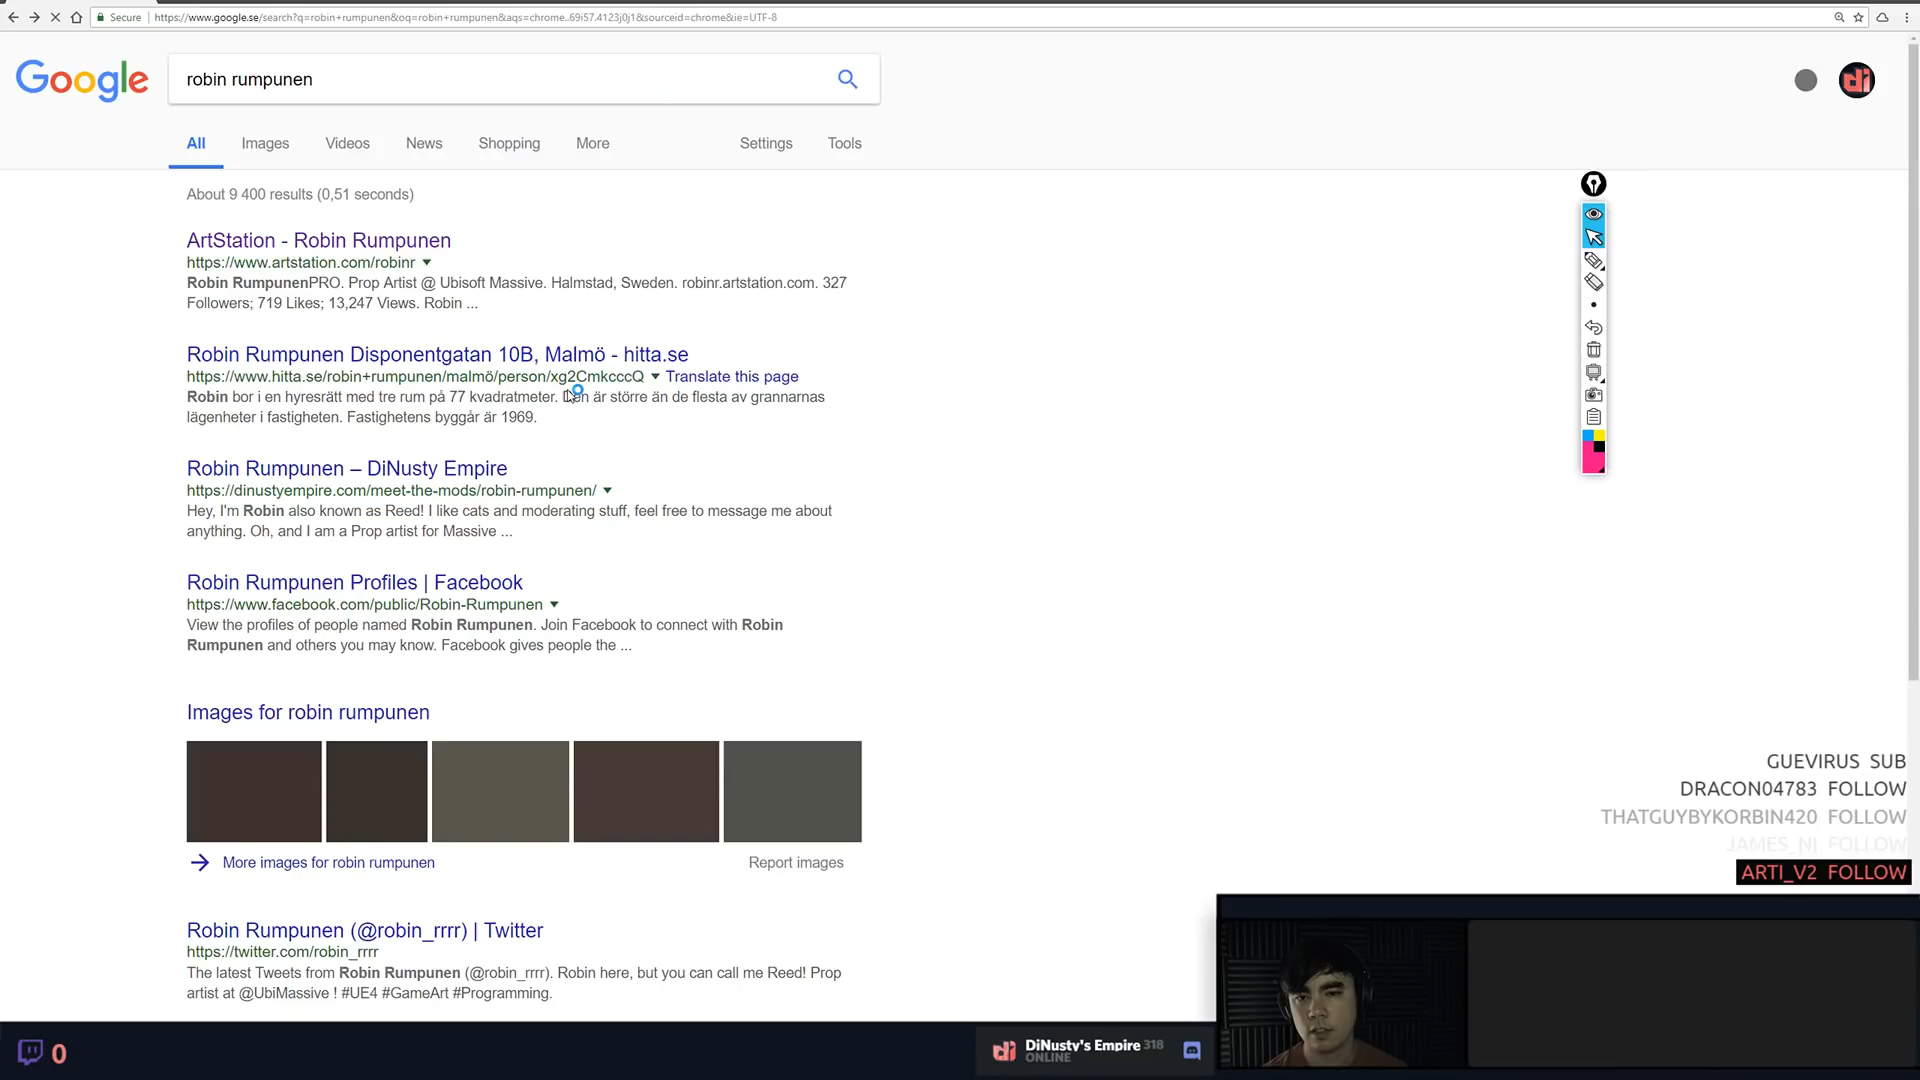 Secure https://www.google.se/search?q=robin+rumpunen&oq=robin+rumpunen&aqs=chrome..69i57.4123j0j1&sourceid=chrome&ie=UTF-8
Google
robin rumpunen
di
All Images Videos News Shopping More Settings Tools
About 9 400 results (0,51 seconds)
ArtStation - Robin Rumpunen
https://www.artstation.com/robinr
Robin RumpunenPRO. Prop Artist @ Ubisoft Massive. Halmstad, Sweden. robinr.artstation.com. 327
Followers; 719 Likes; 13,247 Views. Robin ...
Robin Rumpunen Disponentgatan 10B, Malmö - hitta.se
https://www.hitta.se/robin+rumpunen/malmö/person/xg2CmkcccQ Translate this page
Robin bor i en hyresrätt med tre rum på 77 kvadratmeter. Den är större än de flesta av grannarnas
lägenheter i fastigheten. Fastighetens byggår är 1969.
Robin Rumpunen – DiNusty Empire
https://dinustyempire.com/meet-the-mods/robin-rumpunen/
Hey, I'm Robin also known as Reed! I like cats and moderating stuff, feel free to message me about
anything. Oh, and I am a Prop artist for Massive ...
Robin Rumpunen Profiles | Facebook
https://www.facebook.com/public/Robin-Rumpunen
View the profiles of people named Robin Rumpunen. Join Facebook to connect with Robin
Rumpunen and others you may know. Facebook gives people the ...
Images for robin rumpunen
More images for robin rumpunen Report images
Robin Rumpunen (@robin_rrrr) | Twitter
https://twitter.com/robin_rrrr
The latest Tweets from Robin Rumpunen (@robin_rrrr). Robin here, but you can call me Reed! Prop
artist at @UbiMassive ! #UE4 #GameArt #Programming.
GUEVIRUS SUB
DRACON04783 FOLLOW
THATGUYBYKORBIN420 FOLLOW
JAMES_NI FOLLOW
ARTI_V2 FOLLOW
0
di DiNusty's Empire 318
ONLINE